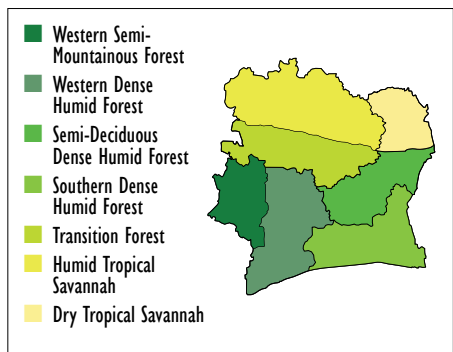 Western Semi-
Mountainous Forest
Western Dense
Humid Forest
Semi-Deciduous
Dense Humid Forest
Southern Dense
Humid Forest
Transition Forest
Humid Tropical
Savannah
Dry Tropical Savannah